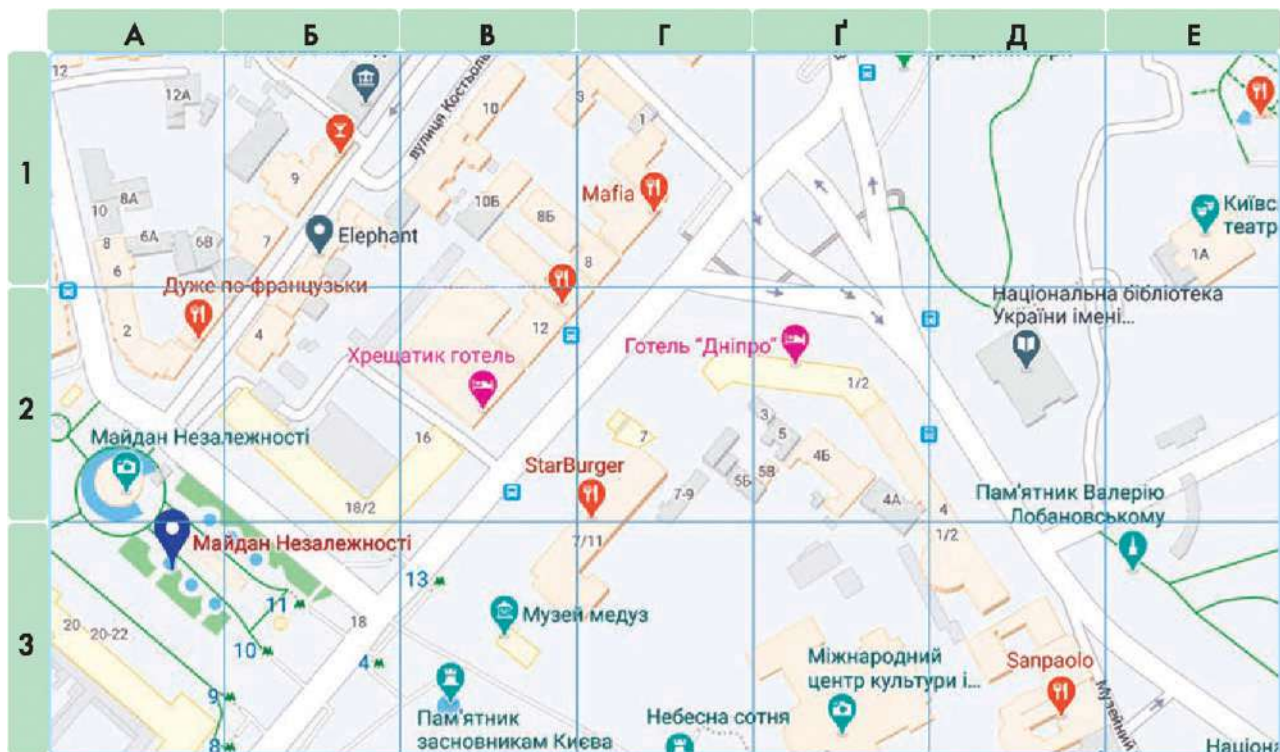 А Б В Г Ґ Д Е
1
12
12А
10
3
1
9
вулиця Костьоль
Mafia
8А
10
10Б
8Б
Київс
театр
8
6А
6В
7
Elephant
6
8
1А
Дуже по-французьки
2
2
4
12
Національна бібліотека
України імені...
Хрещатик готель
Готель "Дніпро"
1/2
3
5
7
16
4Б
Майдан Незалежності
StarBurger
5Б
5В
7-9
4А
18/2
4
Пам'ятник Валерію
Лобановському
3
Майдан Незалежності
7/11
1/2
13
11
Музей медуз
20
20-22
18
10
4
Міжнародний
центр культури і...
Sanpaolo
Музейний
9
Пам'ятник
засновникам Києва
Небесна сотня
8
Націон